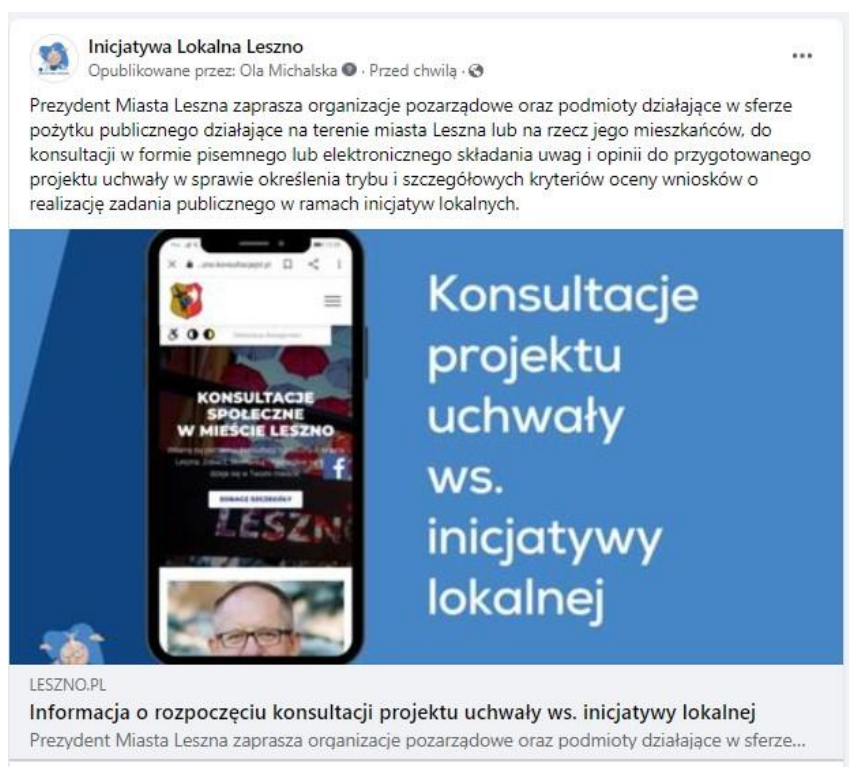 Inicjatywa Lokalna Leszno
Opublikowane przez: Ola Michalska · Przed chwilą ·
Prezydent Miasta Leszna zaprasza organizacje pozarządowe oraz podmioty działające w sferze
pożytku publicznego działające na terenie miasta Leszna lub na rzecz jego mieszkańców, do
konsultacji w formie pisemnego lub elektronicznego składania uwag i opinii do przygotowanego
projektu uchwały w sprawie określenia trybu i szczegółowych kryteriów oceny wniosków o
realizację zadania publicznego w ramach inicjatyw lokalnych.
KONSULTACJE
SPOŁECZNE
W MIEŚCIE LESZNO
ZOBACZ SZCZEGÓŁY
LESZNO
Konsultacje
projektu
uchwały
ws.
inicjatywy
lokalnej
LESZNO.PL
Informacja o rozpoczęciu konsultacji projektu uchwały ws. inicjatywy lokalnej
Prezydent Miasta Leszna zaprasza organizacje pozarządowe oraz podmioty działające w sferze...